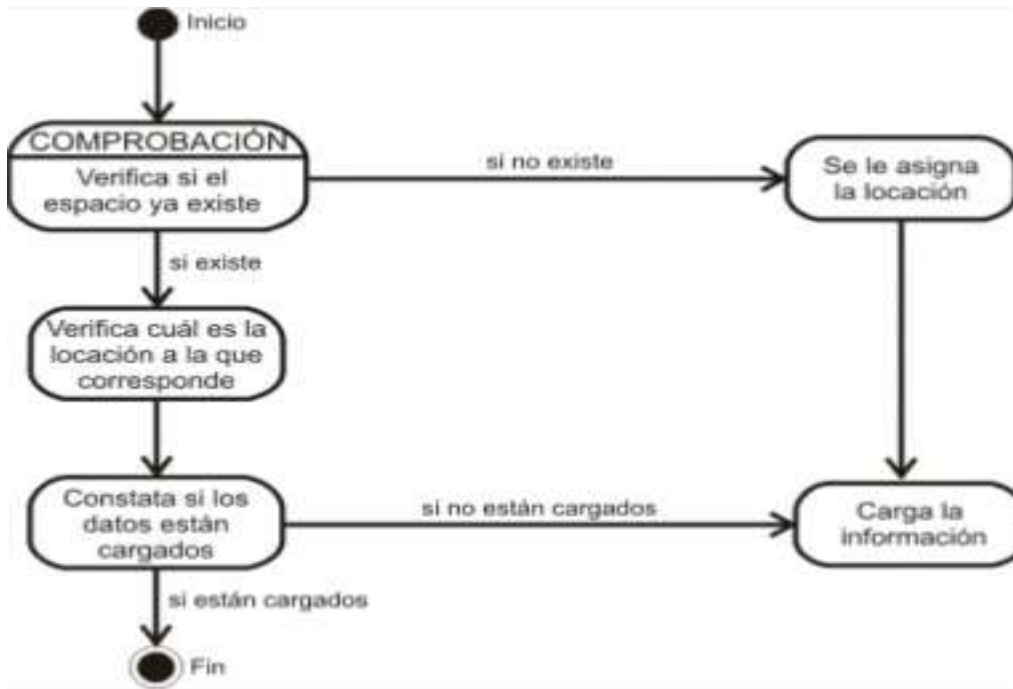 Inicio
COMPROBACIÓN
Verifica si el
espacio ya existe
si no existe
Se le asigna
la locación
si existe
Verifica cuál es la
locación a la que
corresponde
Constata si los
datos están
cargados
si no están cargados
Carga la
información
si están cargados
Fin